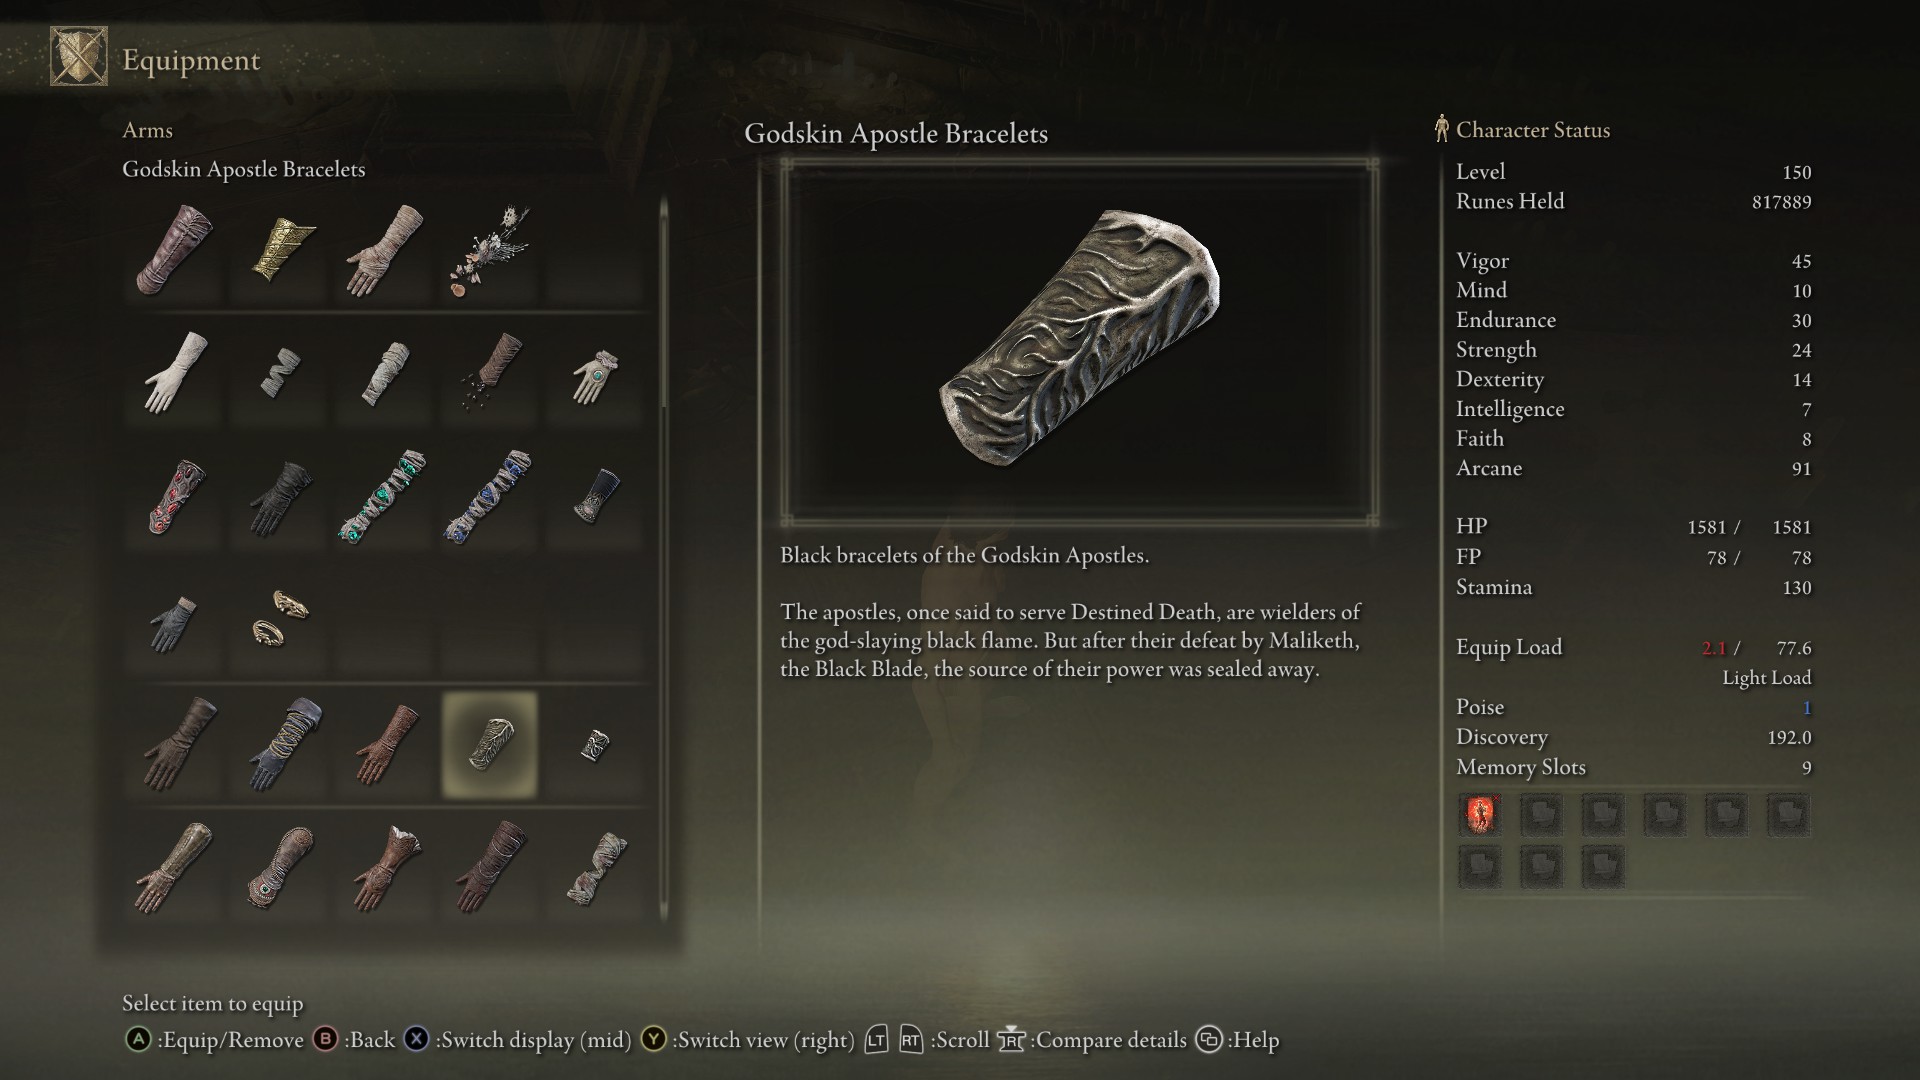 Equipment
Arms
Godskin Apostle Bracelets
Godskin Apostle Bracelets
Black bracelets of the Godskin Apostles.
The apostles, once said to serve Destined Death, are wielders of
the god-slaying black flame. But after their defeat by Maliketh,
the Black Blade, the source of their power was sealed away.
Character Status
Level 150
Runes Held 817889
Vigor 45
Mind 10
Endurance 30
Strength 24
Dexterity 14
Intelligence 7
Faith 8
Arcane 91
HP 1581 / 1581
FP 78 / 78
Stamina 130
Equip Load 2.1 / 77.6
Light Load
Poise 1
Discovery 192.0
Memory Slots 9
Select item to equip
A :Equip/Remove B :Back X :Switch display (mid) Y :Switch view (right) LT RT :Scroll R :Compare details :Help